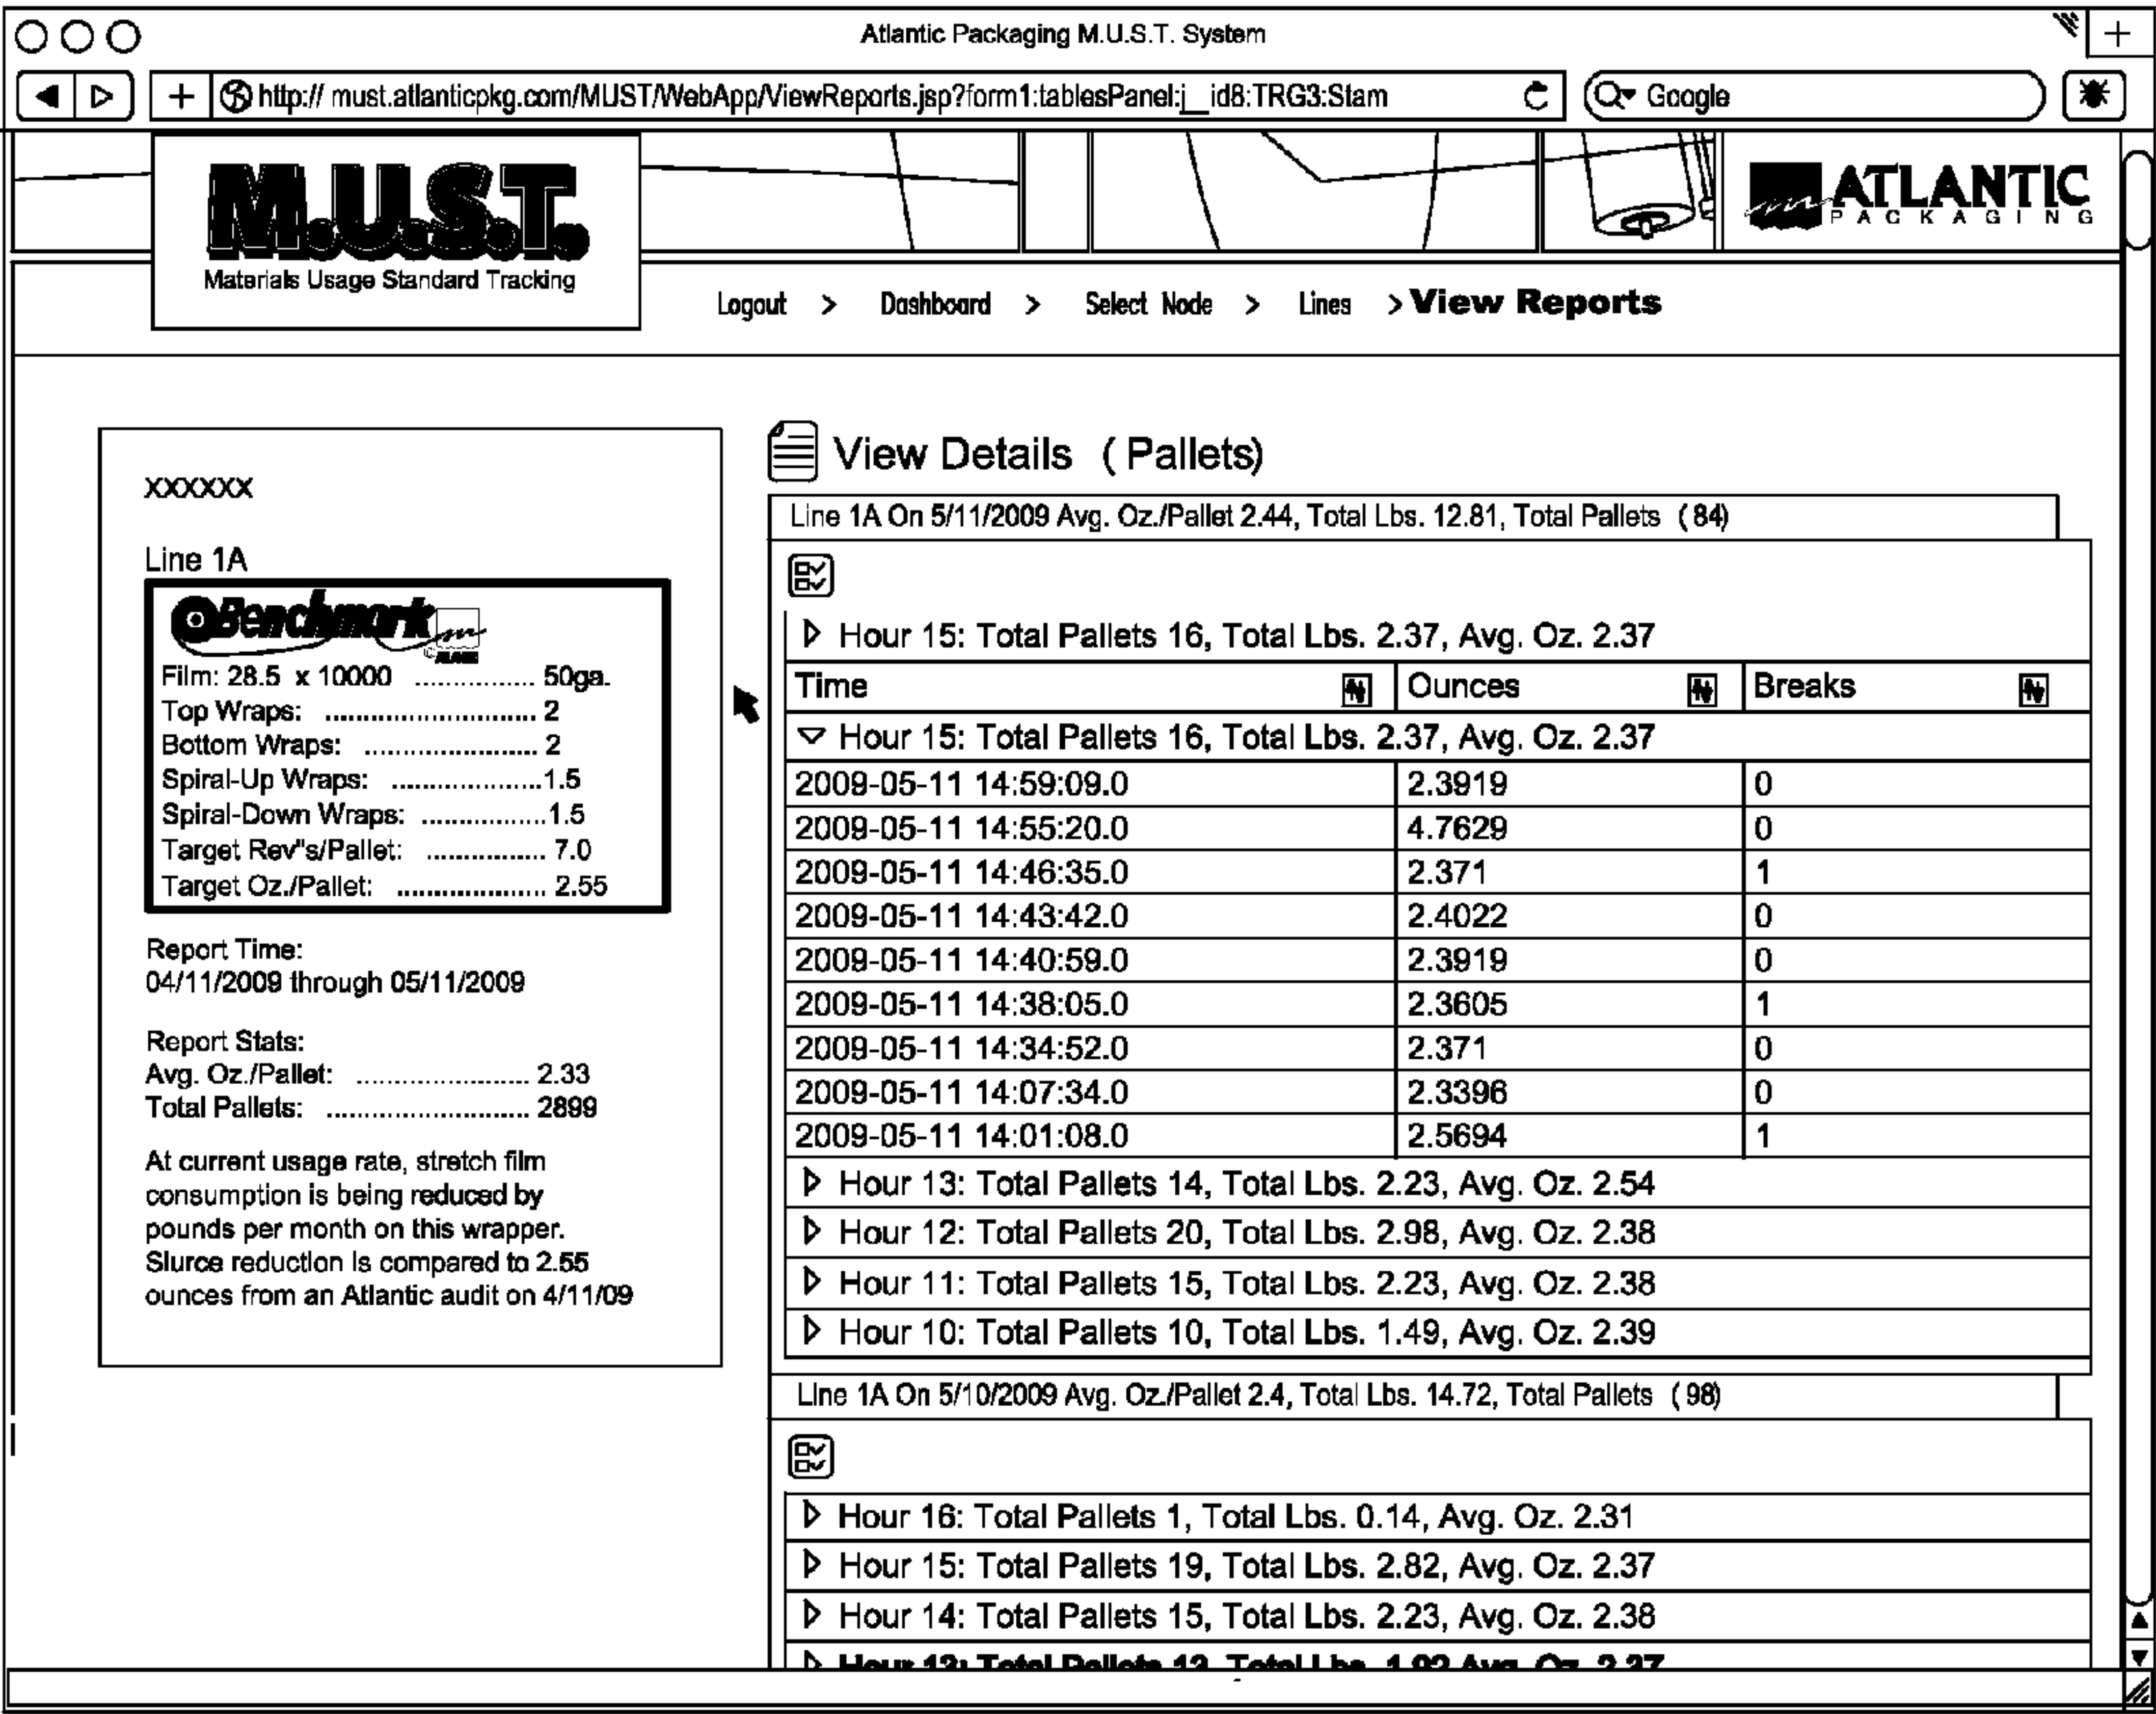 Atlantic Packaging M.U.S.T. System
http:// must.atlanticpkg.com/MUST/WebApp/ViewReports.jsp?form1:tablesPanel:j__id8:TRG3:Stam
Google
M.U.S.T.
Materials Usage Standard Tracking
ATLANTIC
PACKAGING
Logout > Dashboard > Select Node > Lines > View Reports
XXXXXX
Line 1A
Benchmark
Film: 28.5 x 10000 ................ 50ga.
Top Wraps: ............................ 2
Bottom Wraps: ....................... 2
Spiral-Up Wraps: ....................1.5
Spiral-Down Wraps: .................1.5
Target Rev"s/Pallet: ................ 7.0
Target Oz./Pallet: .................... 2.55
Report Time:
04/11/2009 through 05/11/2009
Report Stats:
Avg. Oz./Pallet: ....................... 2.33
Total Pallets: ........................... 2899
At current usage rate, stretch film
consumption is being reduced by
pounds per month on this wrapper.
Slurce reduction is compared to 2.55
ounces from an Atlantic audit on 4/11/09
View Details ( Pallets)
Line 1A On 5/11/2009 Avg. Oz./Pallet 2.44, Total Lbs. 12.81, Total Pallets ( 84)
Hour 15: Total Pallets 16, Total Lbs. 2.37, Avg. Oz. 2.37
Time Ounces Breaks
Hour 15: Total Pallets 16, Total Lbs. 2.37, Avg. Oz. 2.37
2009-05-11 14:59:09.0 2.3919 0
2009-05-11 14:55:20.0 4.7629 0
2009-05-11 14:46:35.0 2.371 1
2009-05-11 14:43:42.0 2.4022 0
2009-05-11 14:40:59.0 2.3919 0
2009-05-11 14:38:05.0 2.3605 1
2009-05-11 14:34:52.0 2.371 0
2009-05-11 14:07:34.0 2.3396 0
2009-05-11 14:01:08.0 2.5694 1
Hour 13: Total Pallets 14, Total Lbs. 2.23, Avg. Oz. 2.54
Hour 12: Total Pallets 20, Total Lbs. 2.98, Avg. Oz. 2.38
Hour 11: Total Pallets 15, Total Lbs. 2.23, Avg. Oz. 2.38
Hour 10: Total Pallets 10, Total Lbs. 1.49, Avg. Oz. 2.39
Line 1A On 5/10/2009 Avg. Oz./Pallet 2.4, Total Lbs. 14.72, Total Pallets ( 98)
Hour 16: Total Pallets 1, Total Lbs. 0.14, Avg. Oz. 2.31
Hour 15: Total Pallets 19, Total Lbs. 2.82, Avg. Oz. 2.37
Hour 14: Total Pallets 15, Total Lbs. 2.23, Avg. Oz. 2.38